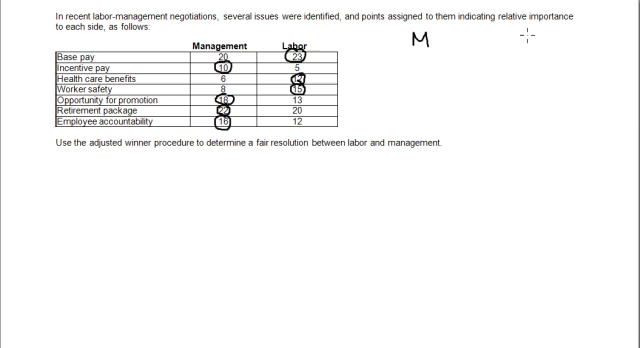 In recent labor-management negotiations, several issues were identified, and points assigned to them indicating relative importance
to each side, as follows:
M
Management Labor
Base pay 20 23
Incentive pay 10 5
Health care benefits 6 12
Worker safety 8 15
Opportunity for promotion 18 13
Retirement package 22 20
Employee accountability 16 12
Use the adjusted winner procedure to determine a fair resolution between labor and management.